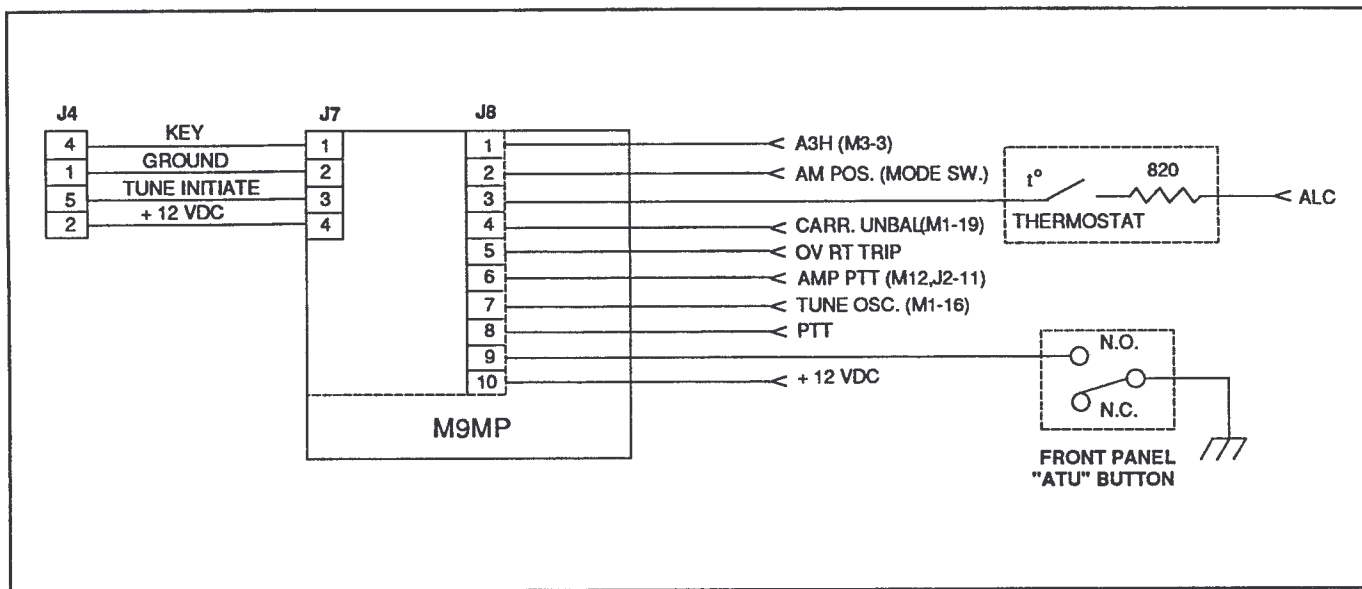 J4
J7
J8
4 KEY 1
1 GROUND 2
5 TUNE INITIATE 3
2 + 12 VDC 4
1 A3H (M3-3)
2 AM POS. (MODE SW.)
3
4 CARR. UNBAL(M1-19)
5 OV RT TRIP
6 AMP PTT (M12,J2-11)
7 TUNE OSC. (M1-16)
8 PTT
9
10 + 12 VDC
M9MP
t°
820
THERMOSTAT
ALC
N.O.
N.C.
FRONT PANEL
"ATU" BUTTON